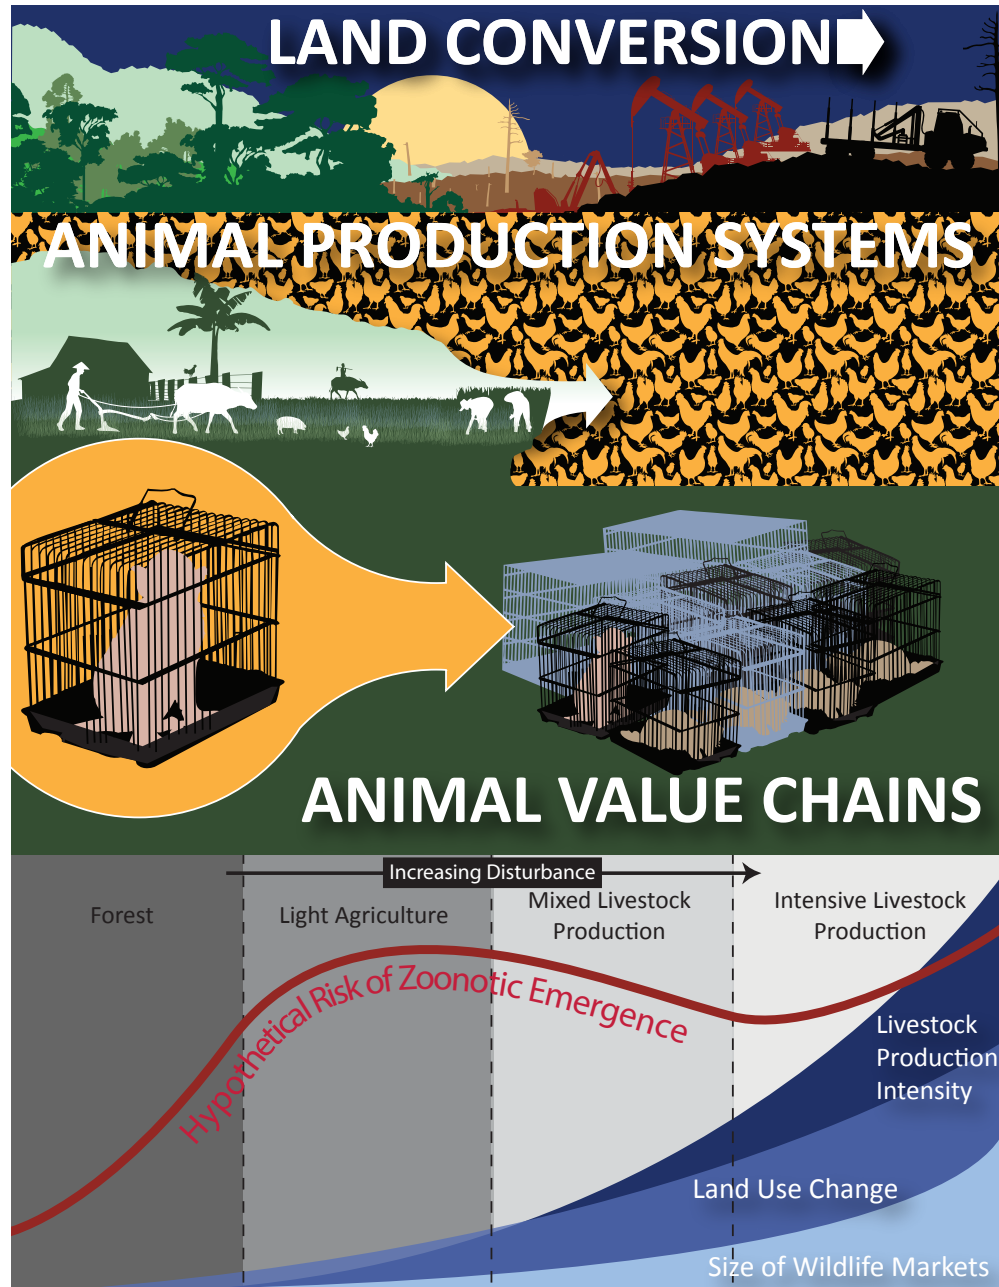 LAND CONVERSION
ANIMAL PRODUCTION SYSTEMS
ANIMAL VALUE CHAINS
Increasing Disturbance
Forest
Light Agriculture
Mixed Livestock
Production
Intensive Livestock
Production
Hypothetical Risk of Zoonotic Emergence
Livestock
Production
Intensity
Land Use Change
Size of Wildlife Markets